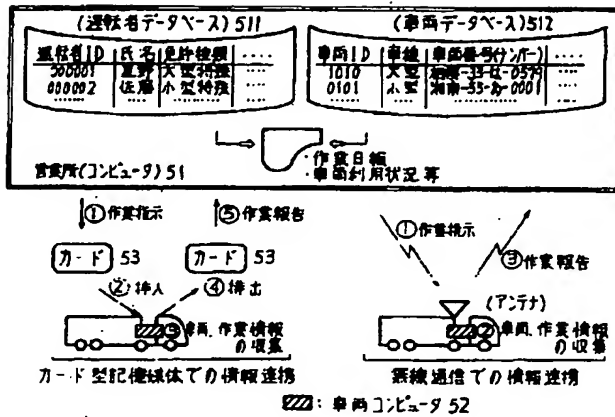 (運転者データベース) 511
(車両データベース) 512
運転者ID 氏名 免許種類 ‥‥
000001 星野 大型特殊 ‥‥
000002 佐藤 小型特殊 ‥‥
車両ID 車種 車両番号(ナンバー) ‥‥
1010 大型 -33-は-0579 ‥‥
0101 小型 湘南-53-か-0001 ‥‥
・作業日報
・車両利用状況等
営業所(コンピュータ) 51
①作業指示
⑤作業報告
①作業指示
③作業報告
カード 53
カード 53
②挿入
④排出
(アンテナ)
③車両、作業情報の収集
②車両、作業情報の収集
カード型記憶媒体での情報連携
無線通信での情報連携
:車両コンピュータ 52